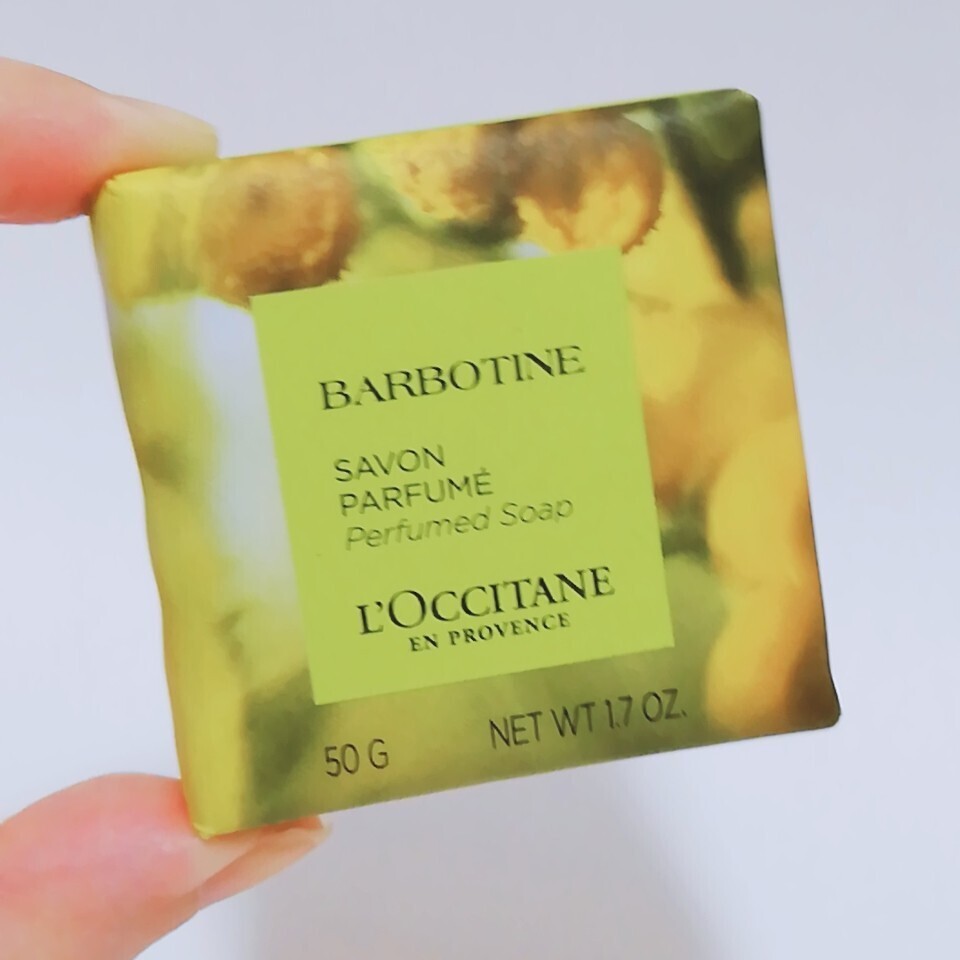 BARBOTINE
SAVON
PARFUMÉ
Perfumed Soap
L'OCCITANE
EN PROVENCE
50 G NET WT 1.7 OZ.